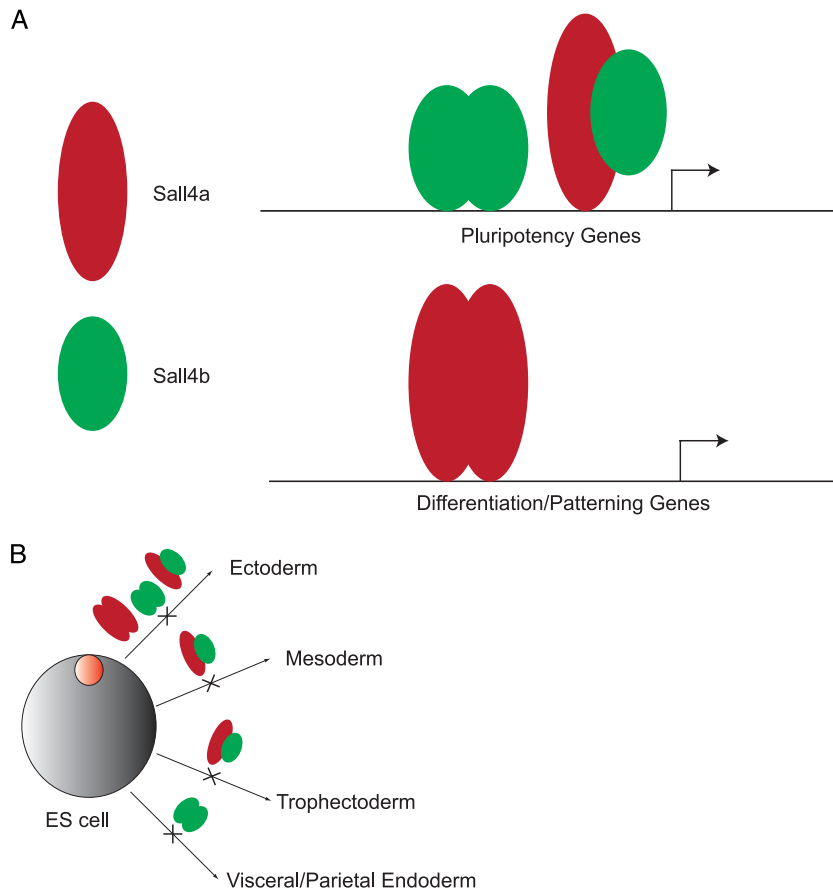 A
Sall4a
Pluripotency Genes
Sall4b
Differentiation/Patterning Genes
B
Ectoderm
Mesoderm
Trophectoderm
ES cell
Visceral/Parietal Endoderm